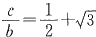 c/b = 1/2 + √3